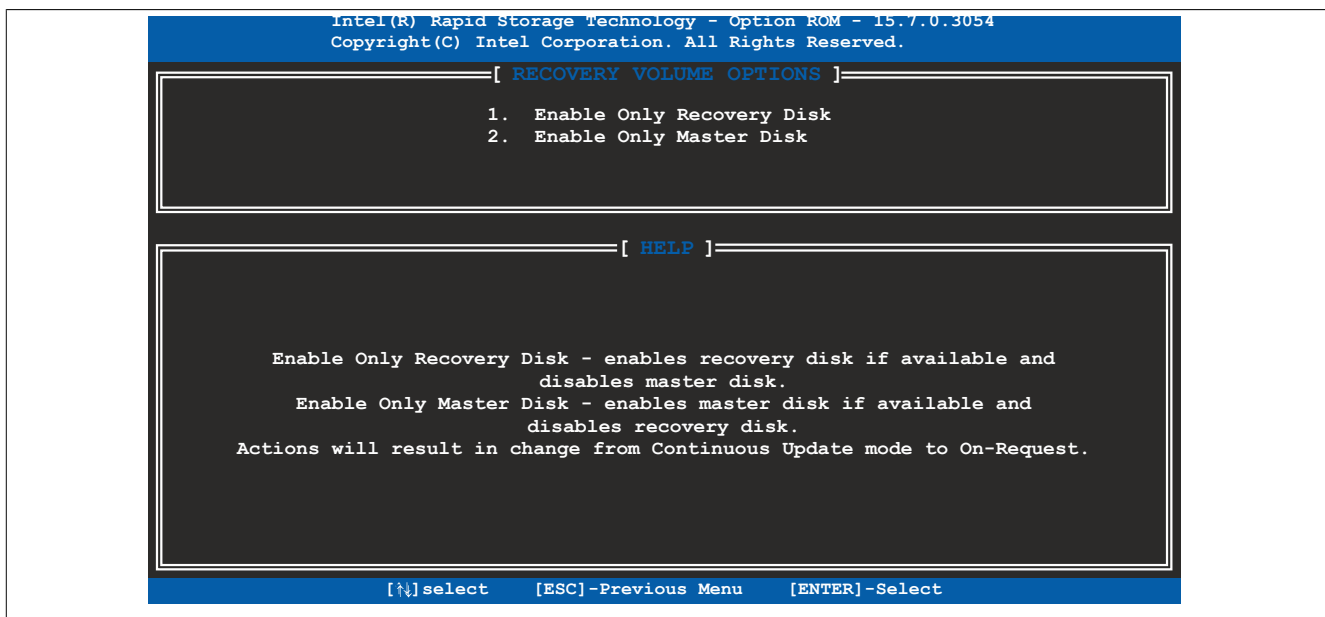 Intel(R) Rapid Storage Technology - Option ROM - 15.7.0.3054
Copyright(C) Intel Corporation. All Rights Reserved.
[ RECOVERY VOLUME OPTIONS ]
1. Enable Only Recovery Disk
2. Enable Only Master Disk
[ HELP ]
Enable Only Recovery Disk - enables recovery disk if available and
disables master disk.
Enable Only Master Disk - enables master disk if available and
disables recovery disk.
Actions will result in change from Continuous Update mode to On-Request.
[↑↓]select [ESC]-Previous Menu [ENTER]-Select